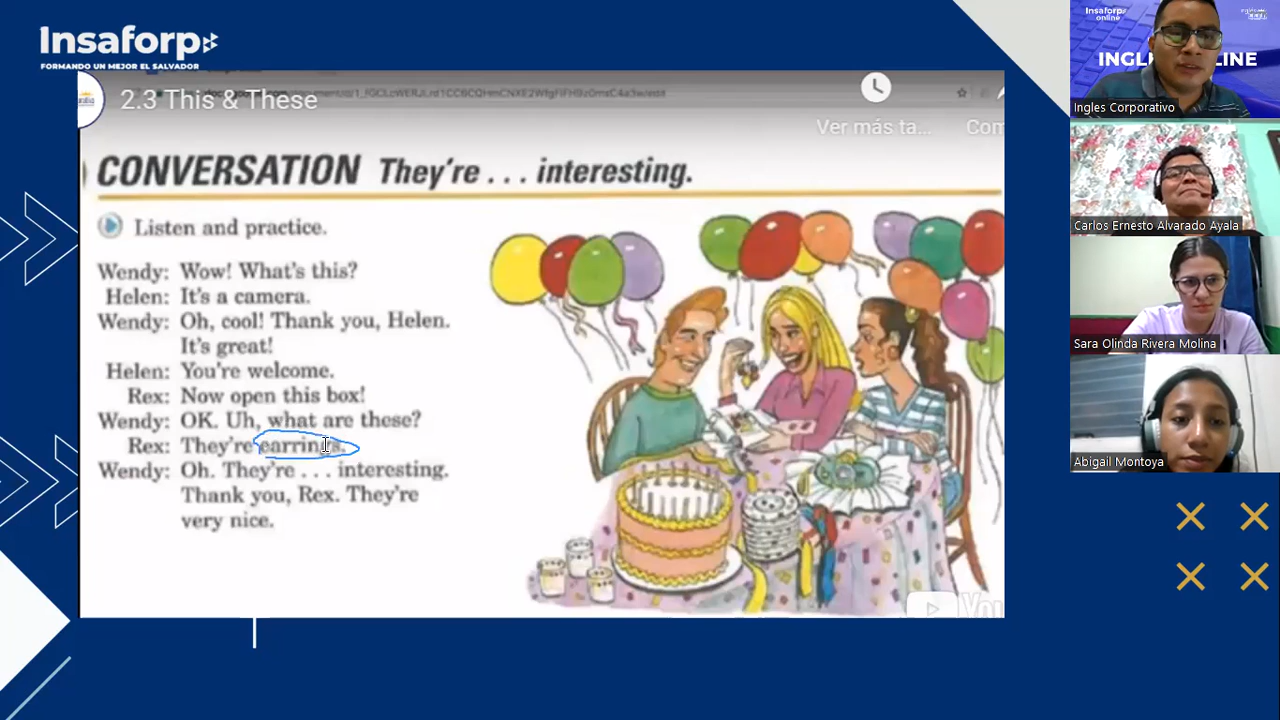 Insaforp
FORMANDO UN MEJOR EL SALVADOR
2.3 This & These
Ver más ta...
Com
CONVERSATION They're . . . interesting.
Listen and practice.
Wendy: Wow! What's this?
Helen: It's a camera.
Wendy: Oh, cool! Thank you, Helen.
It's great!
Helen: You're welcome.
Rex: Now open this box!
Wendy: OK. Uh, what are these?
Rex: They're earrings.
Wendy: Oh. They're . . . interesting.
Thank you, Rex. They're
very nice.
You
Insaforp
online
Ingles Corporativo
Carlos Ernesto Alvarado Ayala
Sara Olinda Rivera Molina
Abigail Montoya